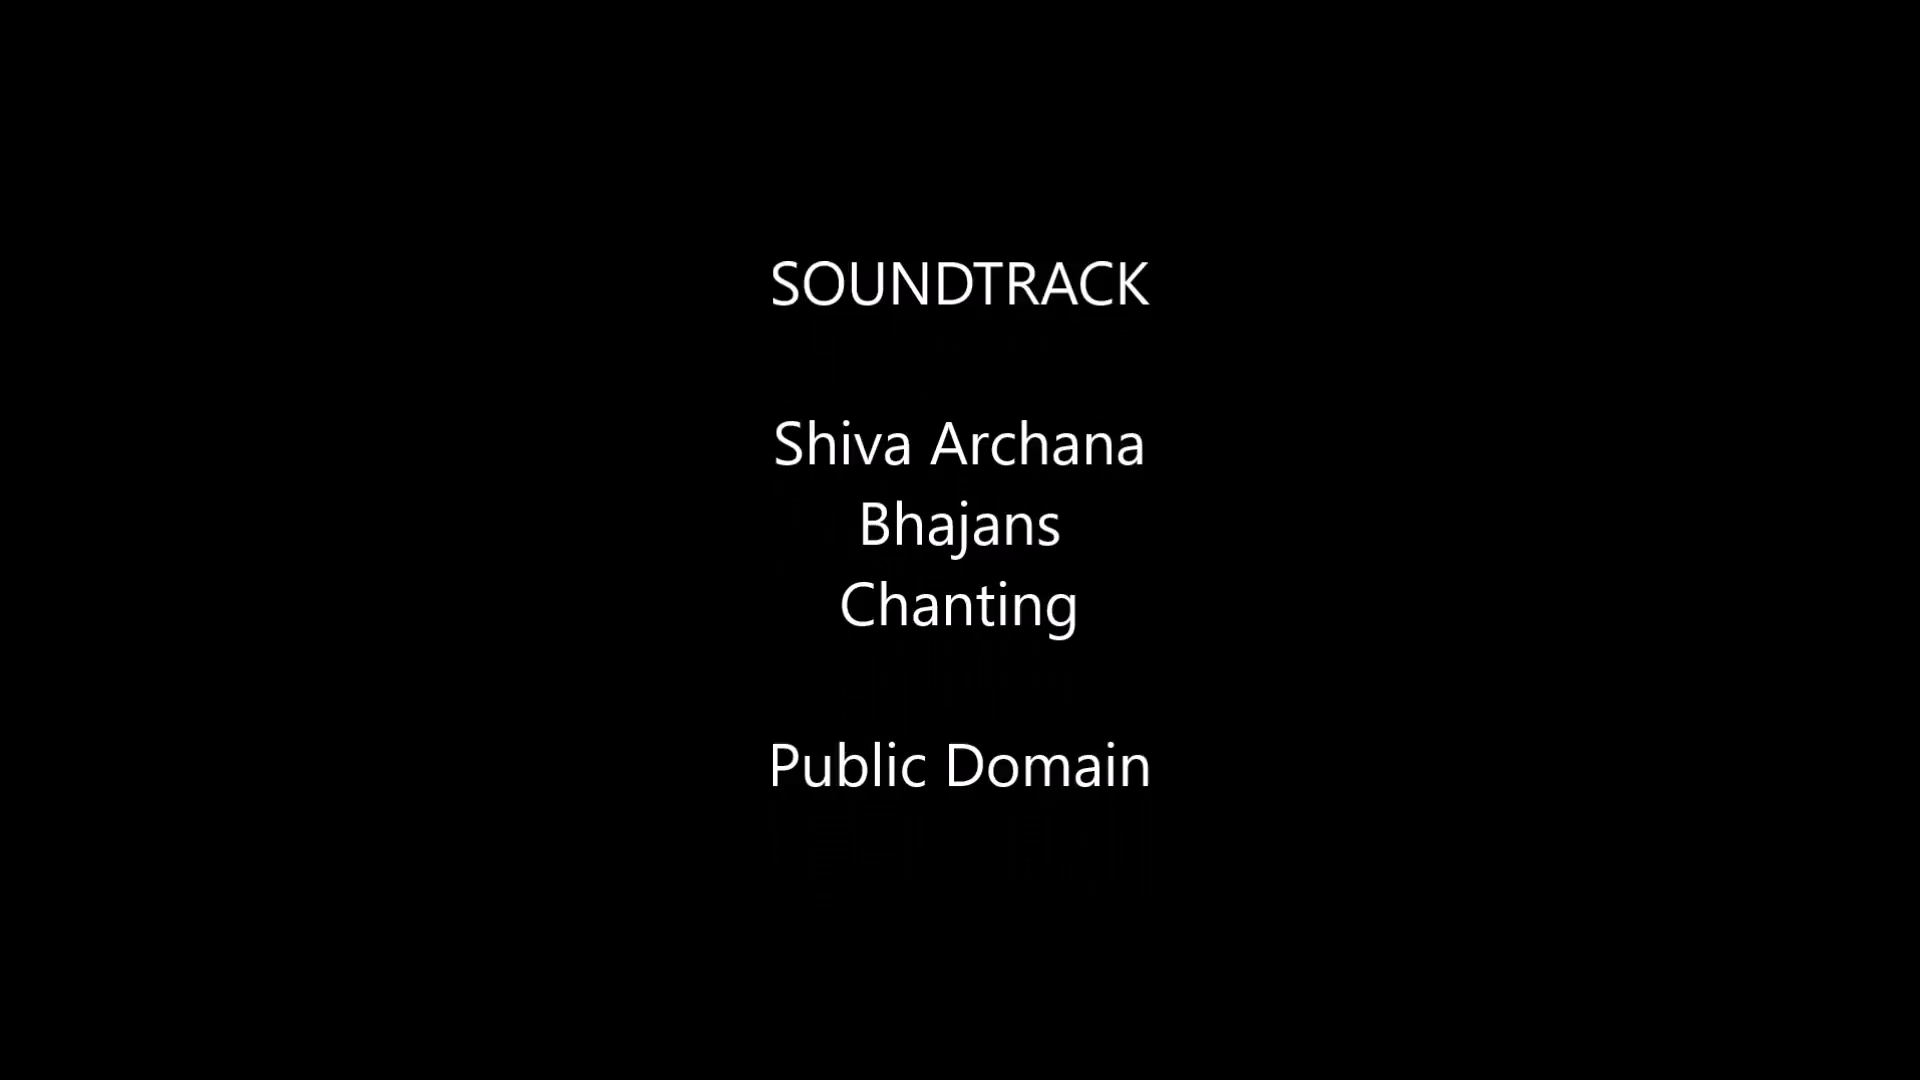 SOUNDTRACK
Shiva Archana
Bhajans
Chanting
Public Domain